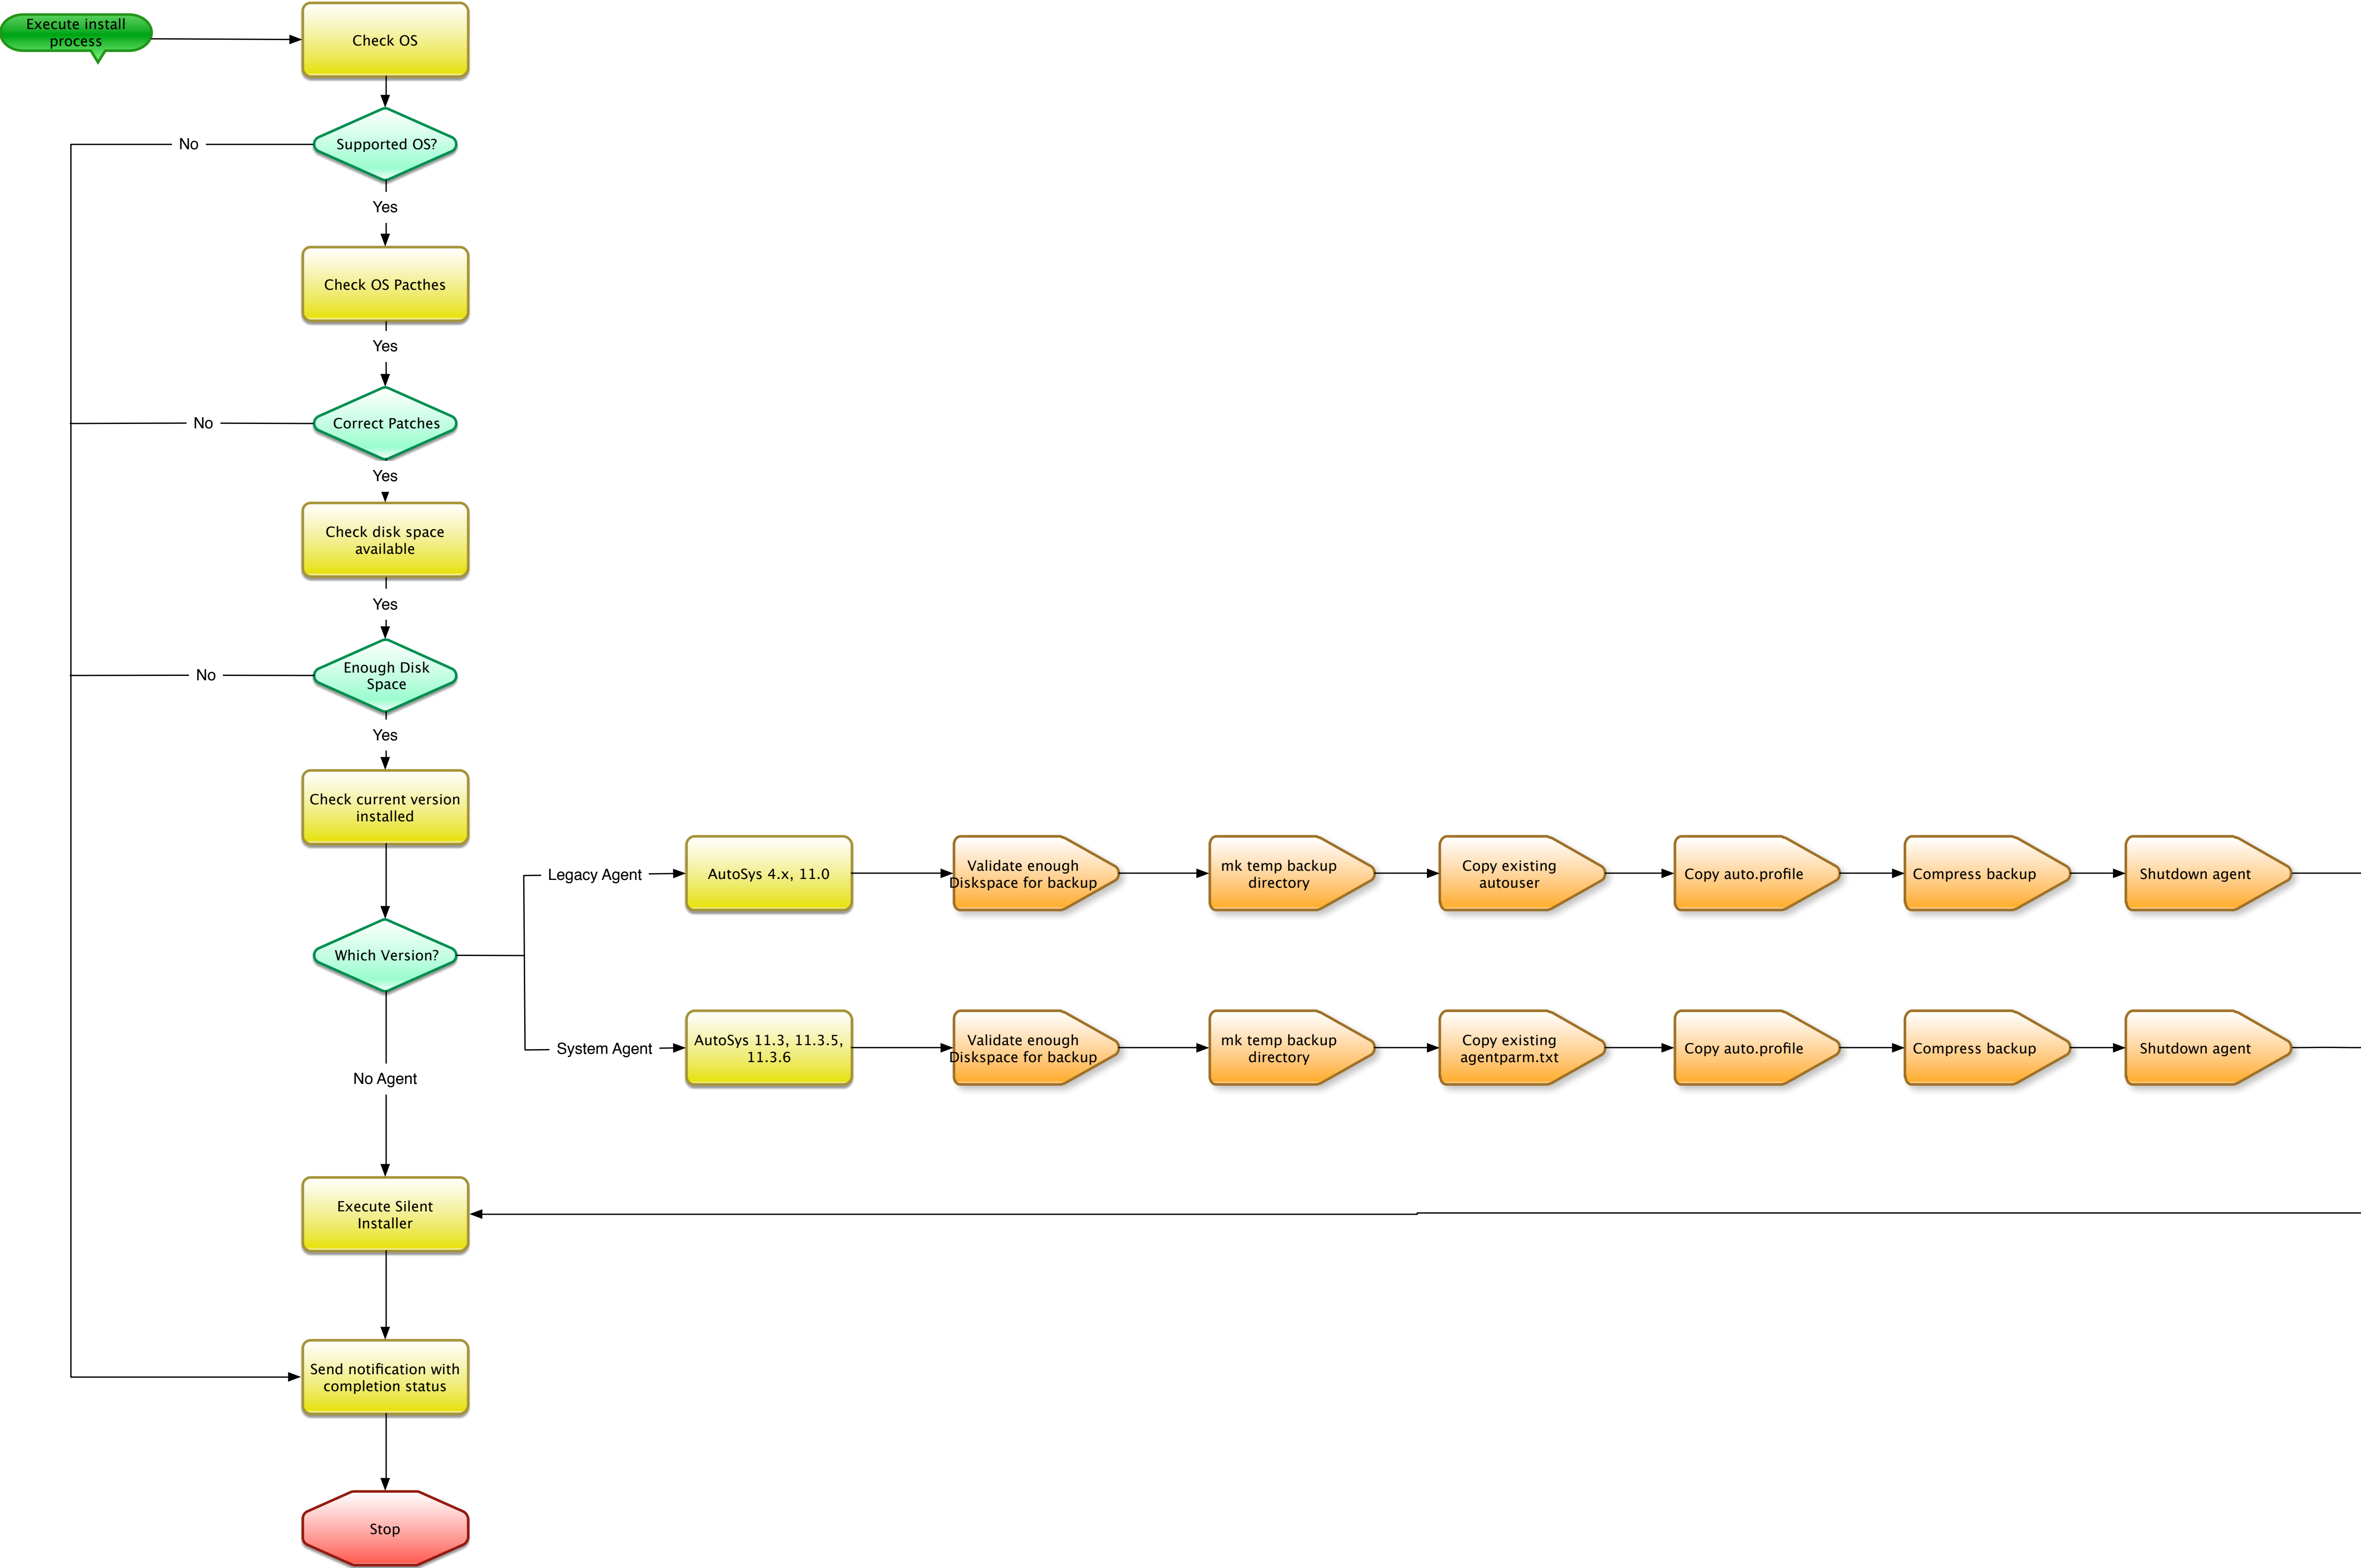 Execute install
process
Check OS
No
Supported OS?
Yes
Check OS Pacthes
Yes
No
Correct Patches
Yes
Check disk space
available
Yes
No
Enough Disk
Space
Yes
Check current version
installed
Which Version?
Legacy Agent
AutoSys 4.x, 11.0
Validate enough
Diskspace for backup
mk temp backup
directory
Copy existing
autouser
Copy auto.profile
Compress backup
Shutdown agent
System Agent
AutoSys 11.3, 11.3.5,
11.3.6
Validate enough
Diskspace for backup
mk temp backup
directory
Copy existing
agentparm.txt
Copy auto.profile
Compress backup
Shutdown agent
No Agent
Execute Silent
Installer
Send notification with
completion status
Stop